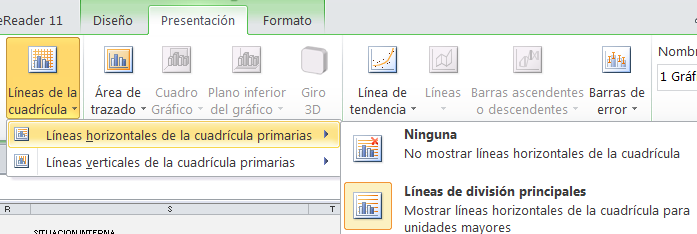 eReader 11
Diseño
Presentación
Formato
Líneas de la
cuadrícula
Área de
trazado
Cuadro
Gráfico
Plano inferior
del gráfico
Giro
3D
Línea de
tendencia
Líneas
Barras ascendentes
o descendentes
Barras de
error
Nombr
1 Gráf
Líneas horizontales de la cuadrícula primarias
Líneas verticales de la cuadrícula primarias
Ninguna
No mostrar líneas horizontales de la cuadrícula
Líneas de división principales
Mostrar líneas horizontales de la cuadrícula para
unidades mayores
R
S
T
SITUACION INTERNA